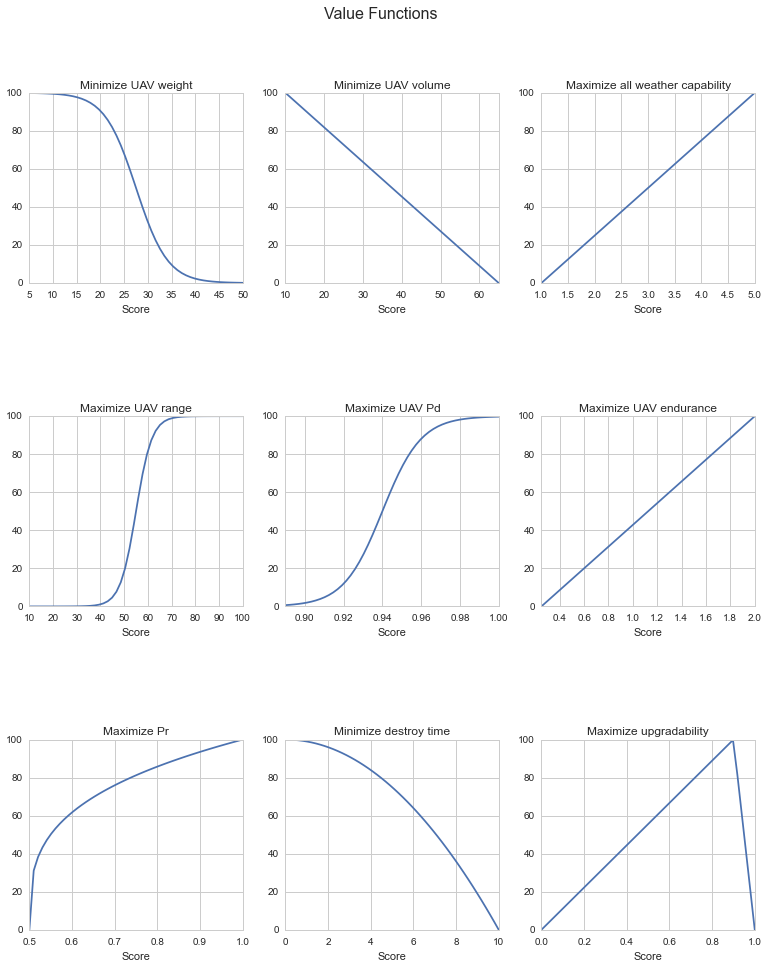 Value Functions
Minimize UAV weight
100
80
60
40
20
0
5 10 15 20 25 30 35 40 45 50
Score
Minimize UAV volume
100
80
60
40
20
0
10 20 30 40 50 60
Score
Maximize all weather capability
100
80
60
40
20
0
1.0 1.5 2.0 2.5 3.0 3.5 4.0 4.5 5.0
Score
Maximize UAV range
100
80
60
40
20
0
10 20 30 40 50 60 70 80 90 100
Score
Maximize UAV Pd
100
80
60
40
20
0
0.90 0.92 0.94 0.96 0.98 1.00
Score
Maximize UAV endurance
100
80
60
40
20
0
0.4 0.6 0.8 1.0 1.2 1.4 1.6 1.8 2.0
Score
Maximize Pr
100
80
60
40
20
0
0.5 0.6 0.7 0.8 0.9 1.0
Score
Minimize destroy time
100
80
60
40
20
0
0 2 4 6 8 10
Score
Maximize upgradability
100
80
60
40
20
0
0.0 0.2 0.4 0.6 0.8 1.0
Score